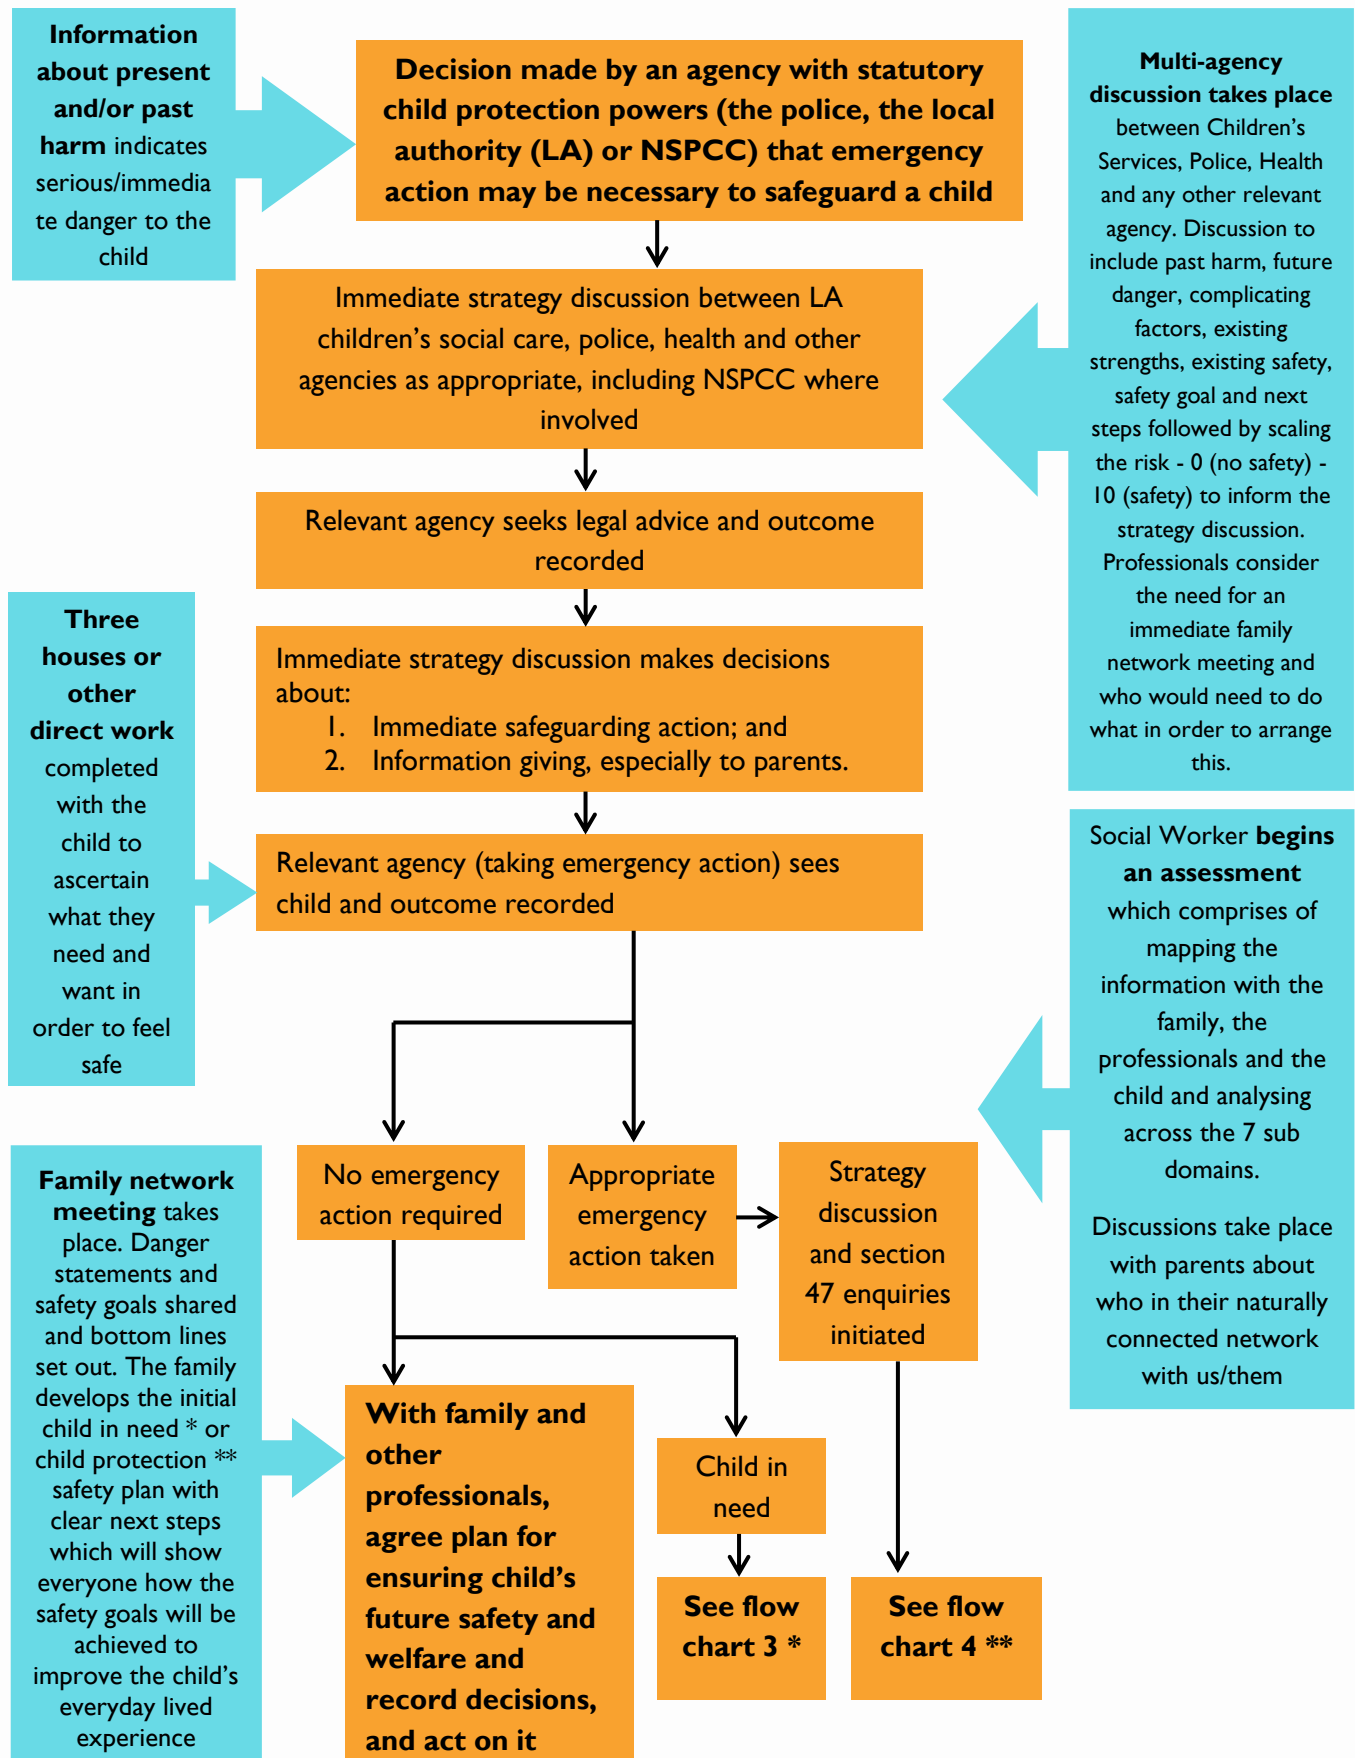 Information
about present
and/or past
harm indicates
serious/immedia
te danger to the
child
Decision made by an agency with statutory
child protection powers (the police, the local
authority (LA) or NSPCC) that emergency
action may be necessary to safeguard a child
Multi-agency
discussion takes place
between Children's
Services, Police, Health
and any other relevant
agency. Discussion to
include past harm, future
danger, complicating
factors, existing
strengths, existing safety,
safety goal and next
steps followed by scaling
the risk - 0 (no safety) -
10 (safety) to inform the
strategy discussion.
Professionals consider
the need for an
immediate family
network meeting and
who would need to do
what in order to arrange
this.
Immediate strategy discussion between LA
children's social care, police, health and other
agencies as appropriate, including NSPCC where
involved
Relevant agency seeks legal advice and outcome
recorded
Three
houses or
other
direct work
completed
with the
child to
ascertain
what they
need and
want in
order to feel
safe
Immediate strategy discussion makes decisions
about:
1. Immediate safeguarding action; and
2. Information giving, especially to parents.
Relevant agency (taking emergency action) sees
child and outcome recorded
Social Worker begins
an assessment
which comprises of
mapping the
information with the
family, the
professionals and the
child and analysing
across the 7 sub
domains.
Discussions take place
with parents about
who in their naturally
connected network
with us/them
No emergency
action required
Appropriate
emergency
action taken
Strategy
discussion
and section
47 enquiries
initiated
Family network
meeting takes
place. Danger
statements and
safety goals shared
and bottom lines
set out. The family
develops the initial
child in need * or
child protection **
safety plan with
clear next steps
which will show
everyone how the
safety goals will be
achieved to
improve the child's
everyday lived
experience
With family and
other
professionals,
agree plan for
ensuring child's
future safety and
welfare and
record decisions,
and act on it
Child in
need
See flow
chart 3 *
See flow
chart 4 **